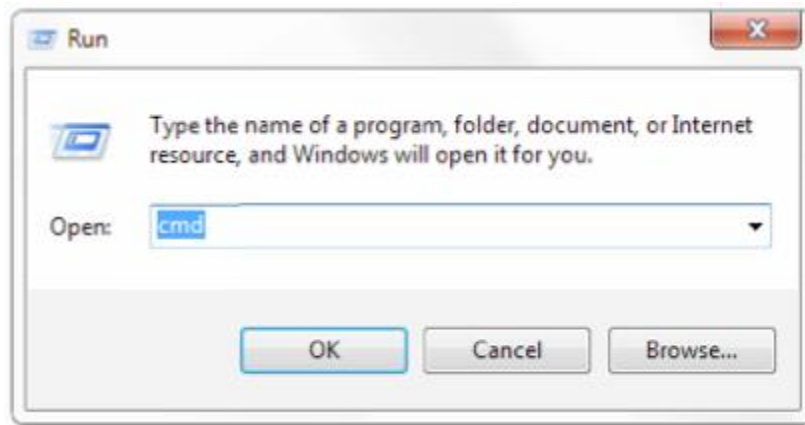 Run
Type the name of a program, folder, document, or Internet
resource, and Windows will open it for you.
Open: cmd
OK Cancel Browse...